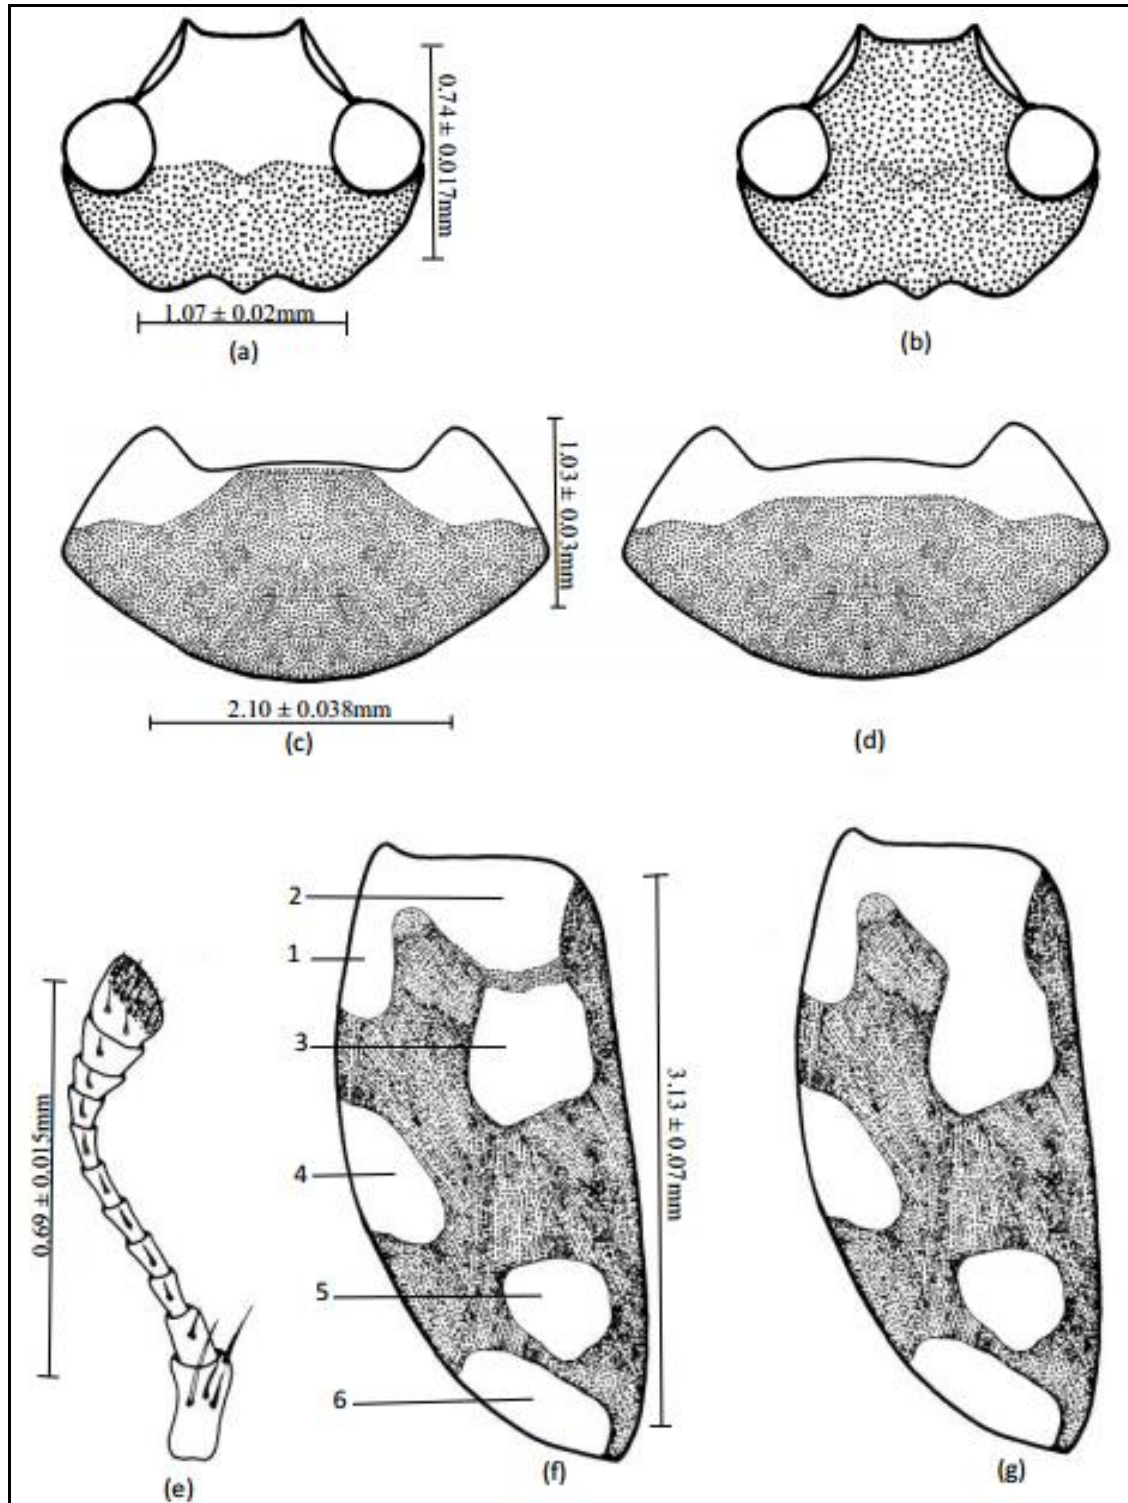 0.74 ± 0.017mm
1.07 ± 0.02mm
(a)
(b)
1.03 ± 0.03mm
2.10 ± 0.038mm
(c)
(d)
2
1
3
4
5
6
0.69 ± 0.015mm
3.13 ± 0.07mm
(e)
(f)
(g)